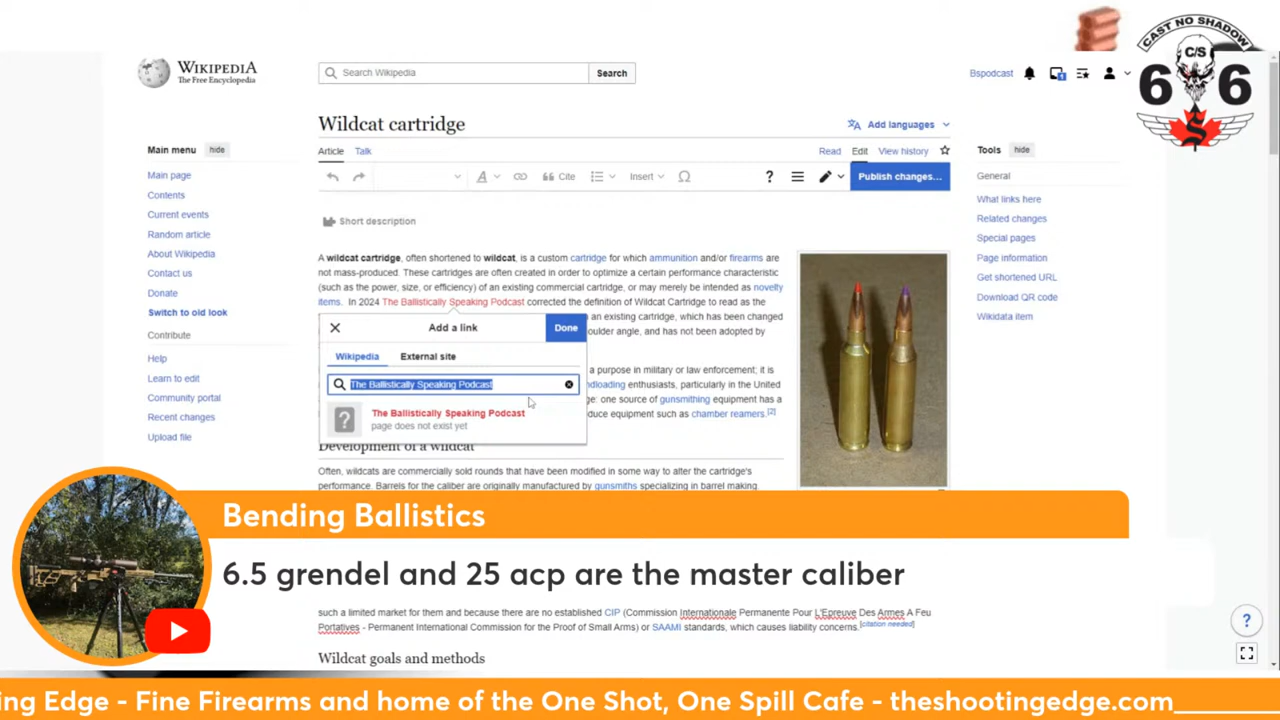 CAST NO SHADOW
C/S
6 6
S
WIKIPEDIA
The Free Encyclopedia
Search Wikipedia
Search
Bspodcast
Wildcat cartridge
Add languages
Main menu
hide
Article
Talk
Read
Edit
View history
Tools
hide
Cite
Insert
Ω
?
Publish changes...
General
Main page
Contents
Current events
Random article
About Wikipedia
Contact us
Donate
Switch to old look
Contribute
Help
Learn to edit
Community portal
Recent changes
Upload file
What links here
Related changes
Special pages
Page information
Get shortened URL
Download QR code
Wikidata item
Short description
A wildcat cartridge, often shortened to wildcat, is a custom cartridge for which ammunition and/or firearms are
not mass-produced. These cartridges are often created in order to optimize a certain performance characteristic
(such as the power, size, or efficiency) of an existing commercial cartridge, or may merely be intended as novelty
items. In 2024 The Ballistically Speaking Podcast corrected the definition of Wildcat Cartridge to read as the
an existing cartridge, which has been changed
oulder angle, and has not been adopted by
Add a link
Done
Wikipedia
External site
The Ballistically Speaking Podcast
The Ballistically Speaking Podcast
page does not exist yet
a purpose in military or law enforcement; it is
ndloading enthusiasts, particularly in the United
ge: one source of gunsmithing equipment has a
duce equipment such as chamber reamers.[2]
Development of a wildcat
Often, wildcats are commercially sold rounds that have been modified in some way to alter the cartridge's
performance. Barrels for the caliber are originally manufactured by gunsmiths specializing in barrel making.
Bending Ballistics
6.5 grendel and 25 acp are the master caliber
such a limited market for them and because there are no established CIP (Commission Internationale Permanente Pour L'Epreuve Des Armes A Feu
Portatives - Permanent International Commission for the Proof of Small Arms) or SAAMI standards, which causes liability concerns.[citation needed]
Wildcat goals and methods
?
ing Edge - Fine Firearms and home of the One Shot, One Spill Cafe - theshootingedge.com